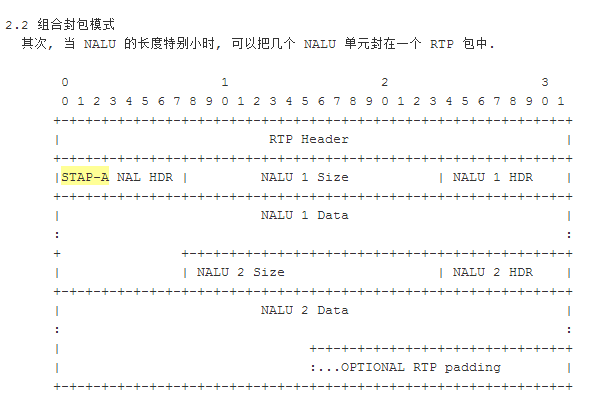 2.2 组合封包模式
其次, 当 NALU 的长度特别小时, 可以把几个 NALU 单元封在一个 RTP 包中.
0                   1                   2                   3
0 1 2 3 4 5 6 7 8 9 0 1 2 3 4 5 6 7 8 9 0 1 2 3 4 5 6 7 8 9 0 1
+-+-+-+-+-+-+-+-+-+-+-+-+-+-+-+-+-+-+-+-+-+-+-+-+-+-+-+-+-+-+-+-+
|                          RTP Header                           |
+-+-+-+-+-+-+-+-+-+-+-+-+-+-+-+-+-+-+-+-+-+-+-+-+-+-+-+-+-+-+-+-+
|STAP-A NAL HDR |         NALU 1 Size           | NALU 1 HDR    |
+-+-+-+-+-+-+-+-+-+-+-+-+-+-+-+-+-+-+-+-+-+-+-+-+-+-+-+-+-+-+-+-+
|                         NALU 1 Data                           |
:                                                               :
+               +-+-+-+-+-+-+-+-+-+-+-+-+-+-+-+-+-+-+-+-+-+-+-+-+
|               | NALU 2 Size                   | NALU 2 HDR    |
+-+-+-+-+-+-+-+-+-+-+-+-+-+-+-+-+-+-+-+-+-+-+-+-+-+-+-+-+-+-+-+-+
|                         NALU 2 Data                           |
:                                                               :
|                               +-+-+-+-+-+-+-+-+-+-+-+-+-+-+-+-+
|                               :...OPTIONAL RTP padding        |
+-+-+-+-+-+-+-+-+-+-+-+-+-+-+-+-+-+-+-+-+-+-+-+-+-+-+-+-+-+-+-+-+